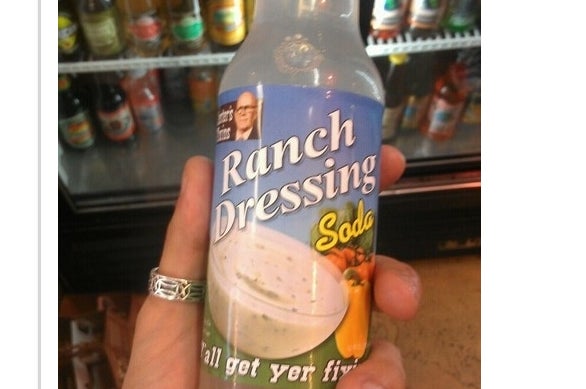 Ranch
Dressing
Soda
all get yer